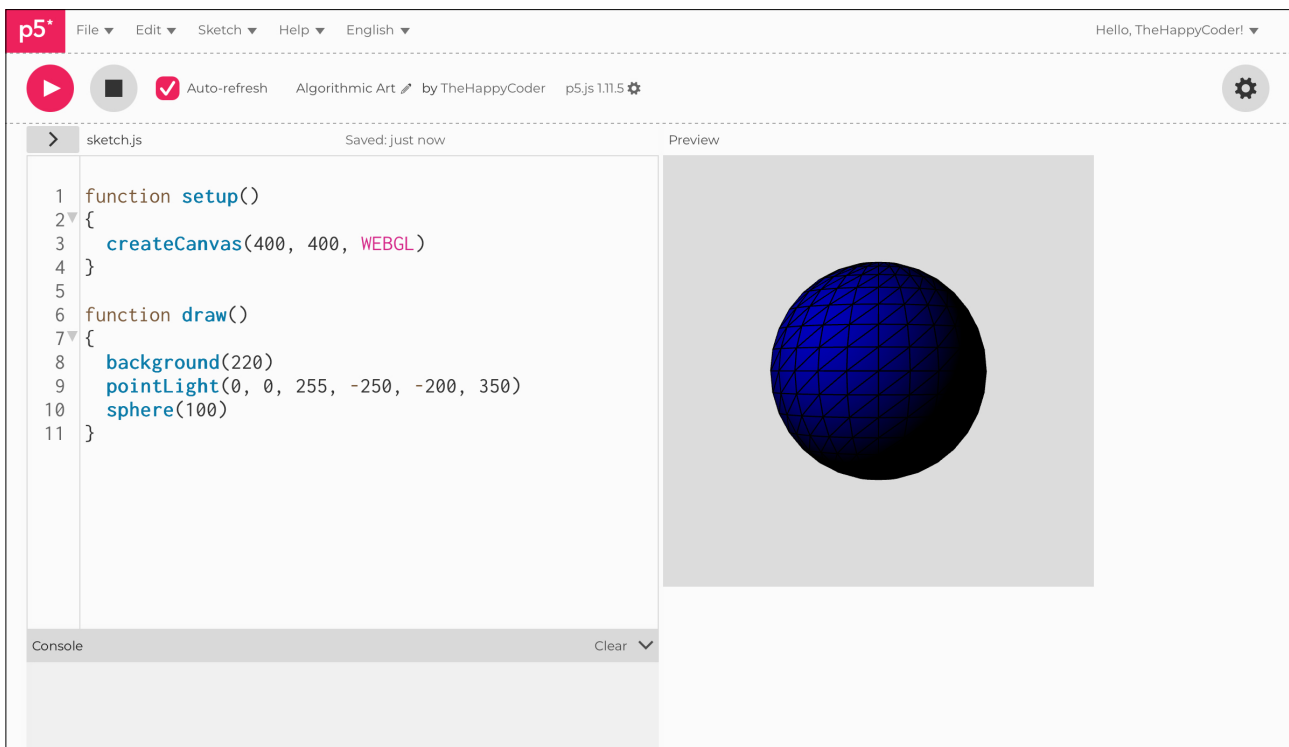 p5* File Edit Sketch Help English Hello, TheHappyCoder!
Auto-refresh Algorithmic Art by TheHappyCoder p5.js 1.11.5
sketch.js Saved: just now Preview
1 function setup()
2 {
3 createCanvas(400, 400, WEBGL)
4 }
5
6 function draw()
7 {
8 background(220)
9 pointLight(0, 0, 255, -250, -200, 350)
10 sphere(100)
11 }
Console Clear